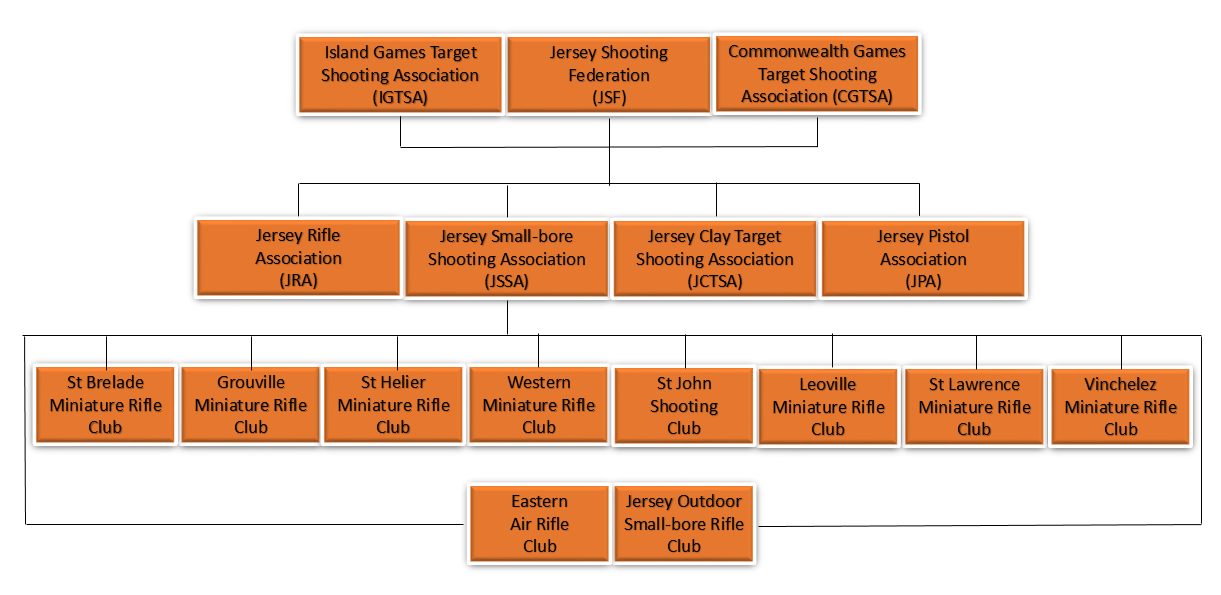 Island Games Target
Shooting Association
(IGTSA)
Jersey Shooting
Federation
(JSF)
Commonwealth Games
Target Shooting
Association (CGTSA)
Jersey Rifle
Association
(JRA)
Jersey Small-bore
Shooting Association
(JSSA)
Jersey Clay Target
Shooting Association
(JCTSA)
Jersey Pistol
Association
(JPA)
St Brelade
Miniature Rifle
Club
Grouville
Miniature Rifle
Club
St Helier
Miniature Rifle
Club
Western
Miniature Rifle
Club
St John
Shooting
Club
Leoville
Miniature Rifle
Club
St Lawrence
Miniature Rifle
Club
Vinchelez
Miniature Rifle
Club
Eastern
Air Rifle
Club
Jersey Outdoor
Small-bore Rifle
Club